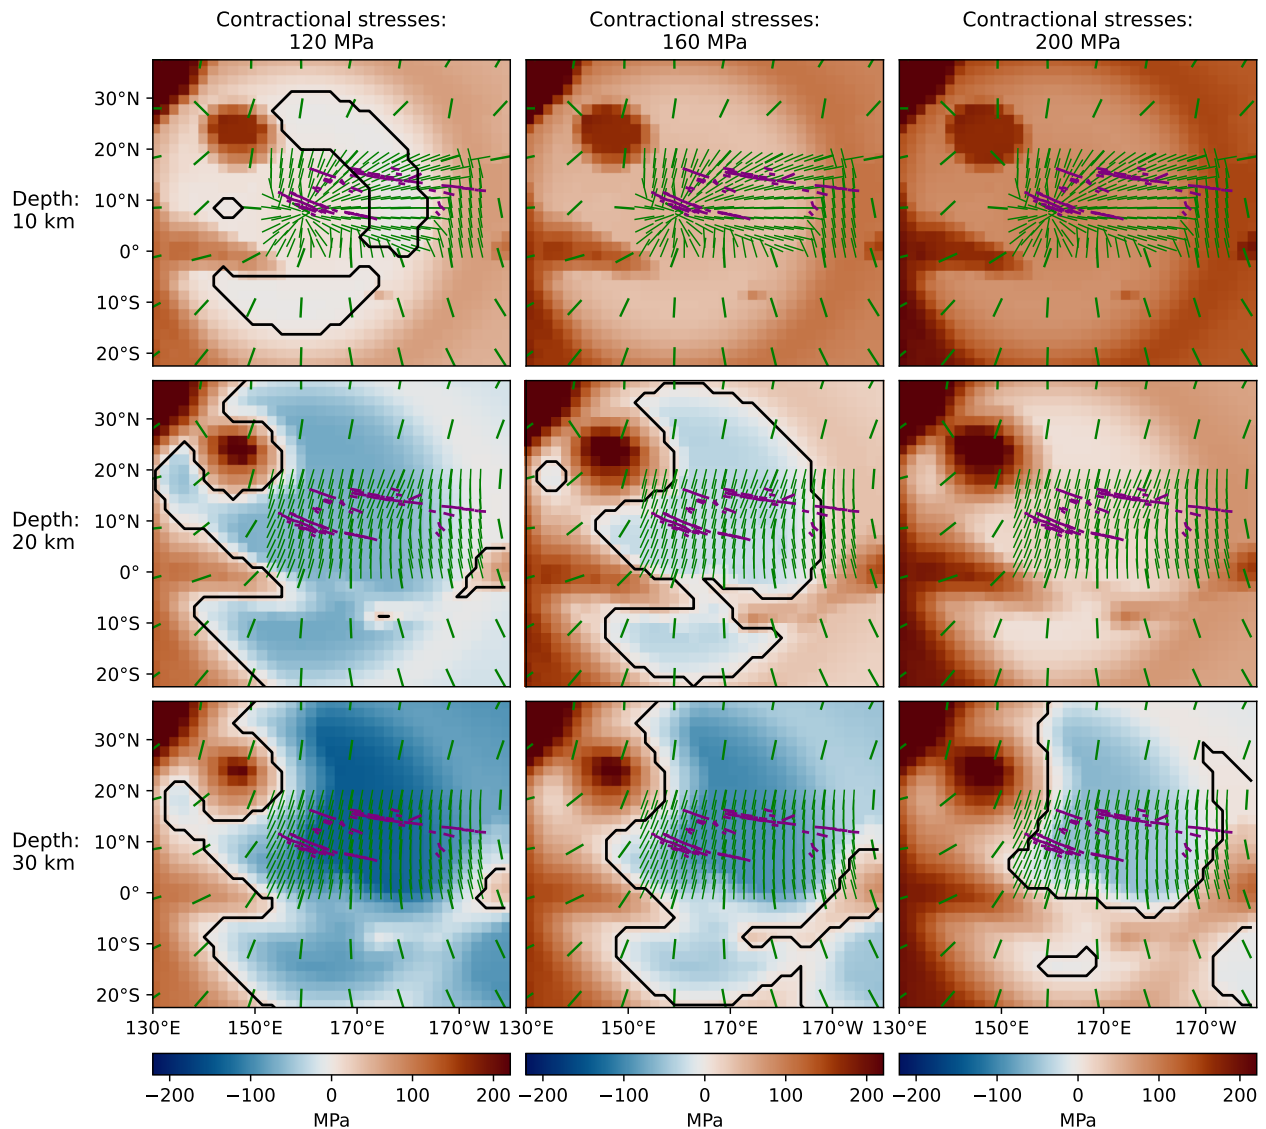 Contractional stresses:
120 MPa
Contractional stresses:
160 MPa
Contractional stresses:
200 MPa
Depth:
10 km
30°N
20°N
10°N
0°
10°S
20°S
Depth:
20 km
30°N
20°N
10°N
0°
10°S
20°S
Depth:
30 km
30°N
20°N
10°N
0°
10°S
20°S
130°E 150°E 170°E 170°W 130°E 150°E 170°E 170°W 130°E 150°E 170°E 170°W
−200 −100 0 100 200 −200 −100 0 100 200 −200 −100 0 100 200
MPa MPa MPa